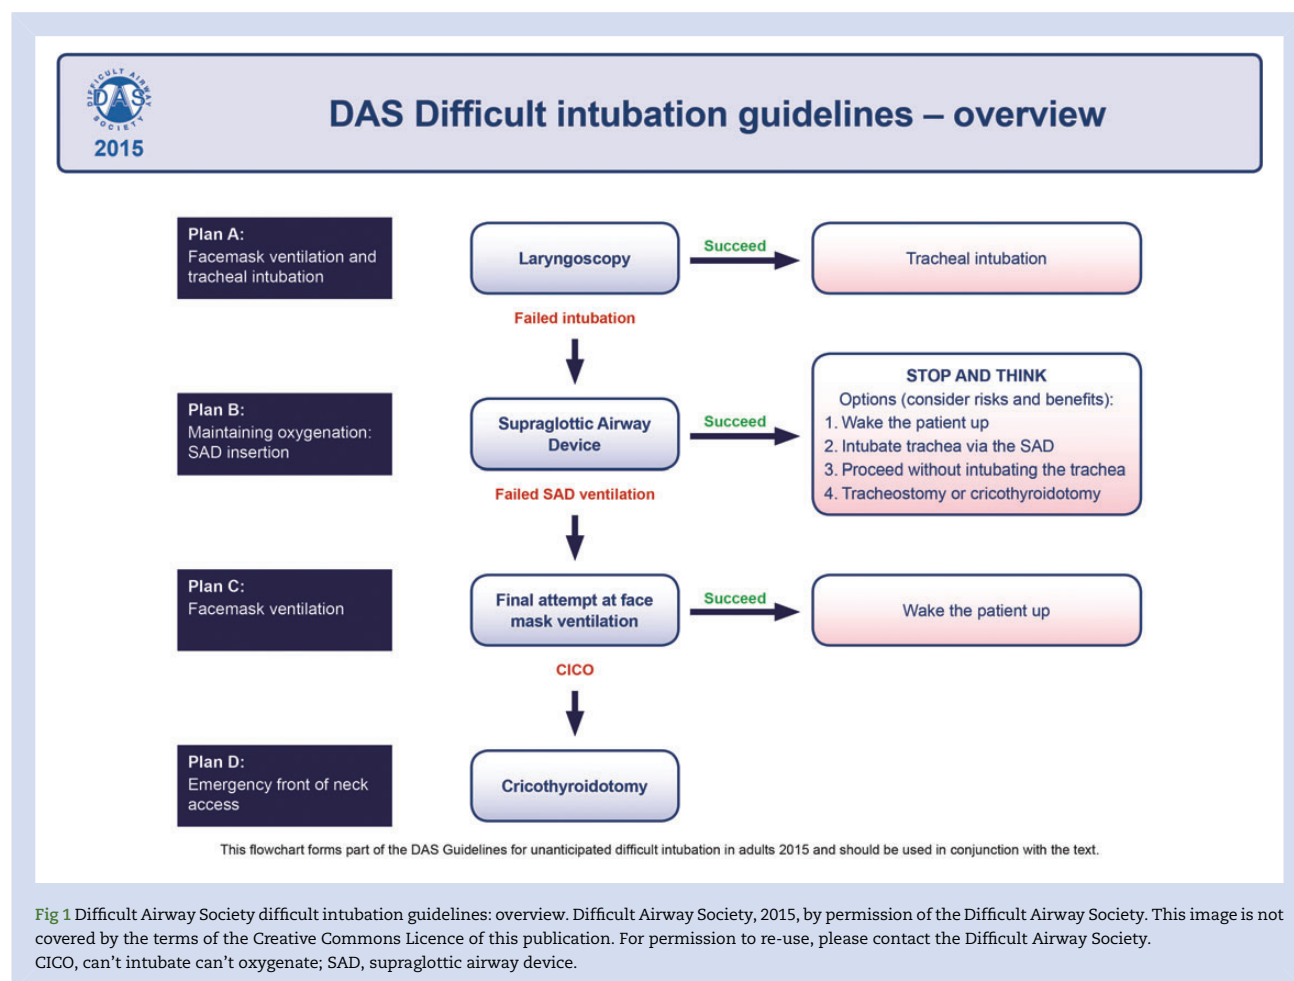 DIFFICULT AIRWAY SOCIETY
DAS
2015
DAS Difficult intubation guidelines – overview
Plan A:
Facemask ventilation and
tracheal intubation
Laryngoscopy
Succeed
Tracheal intubation
Failed intubation
Plan B:
Maintaining oxygenation:
SAD insertion
Supraglottic Airway
Device
Succeed
STOP AND THINK
Options (consider risks and benefits):
1. Wake the patient up
2. Intubate trachea via the SAD
3. Proceed without intubating the trachea
4. Tracheostomy or cricothyroidotomy
Failed SAD ventilation
Plan C:
Facemask ventilation
Final attempt at face
mask ventilation
Succeed
Wake the patient up
CICO
Plan D:
Emergency front of neck
access
Cricothyroidotomy
This flowchart forms part of the DAS Guidelines for unanticipated difficult intubation in adults 2015 and should be used in conjunction with the text.
Fig 1 Difficult Airway Society difficult intubation guidelines: overview. Difficult Airway Society, 2015, by permission of the Difficult Airway Society. This image is not
covered by the terms of the Creative Commons Licence of this publication. For permission to re-use, please contact the Difficult Airway Society.
CICO, can’t intubate can’t oxygenate; SAD, supraglottic airway device.